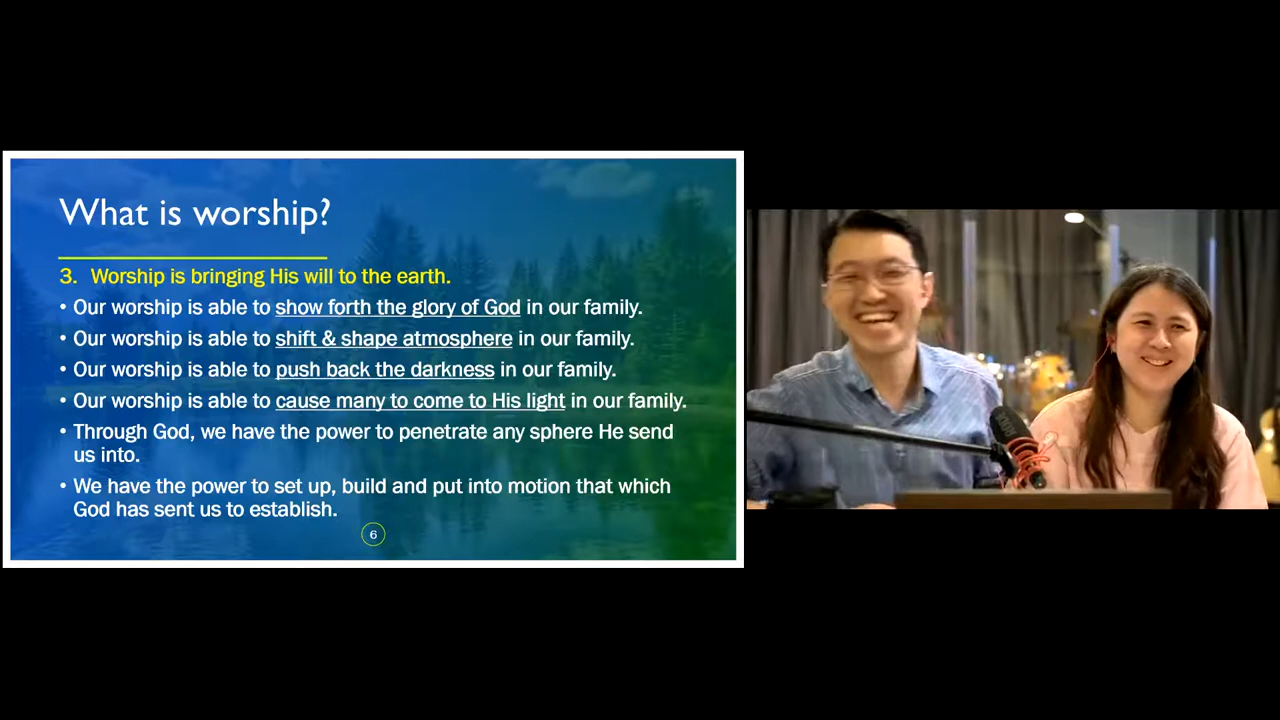 What is worship?
3. Worship is bringing His will to the earth.
• Our worship is able to show forth the glory of God in our family.
• Our worship is able to shift & shape atmosphere in our family.
• Our worship is able to push back the darkness in our family.
• Our worship is able to cause many to come to His light in our family.
• Through God, we have the power to penetrate any sphere He send
us into.
• We have the power to set up, build and put into motion that which
God has sent us to establish.
6